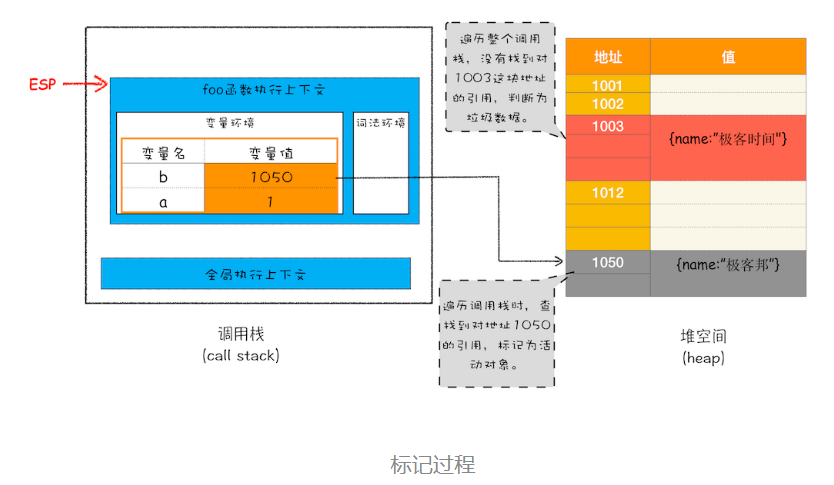 ESP
foo函数执行上下文
变量环境
词法环境
变量名 变量值
b 1050
a 1
全局执行上下文
调用栈
(call stack)
遍历整个调用
栈，没有找到对
1003这块地址
的引用，判断为
垃圾数据。
遍历调用栈时，查
找到对地址1050
的引用，标记为活
动对象。
地址 值
1001
1002
1003
{name:"极客时间"}
1012
1050 {name:"极客邦"}
堆空间
(heap)
标记过程